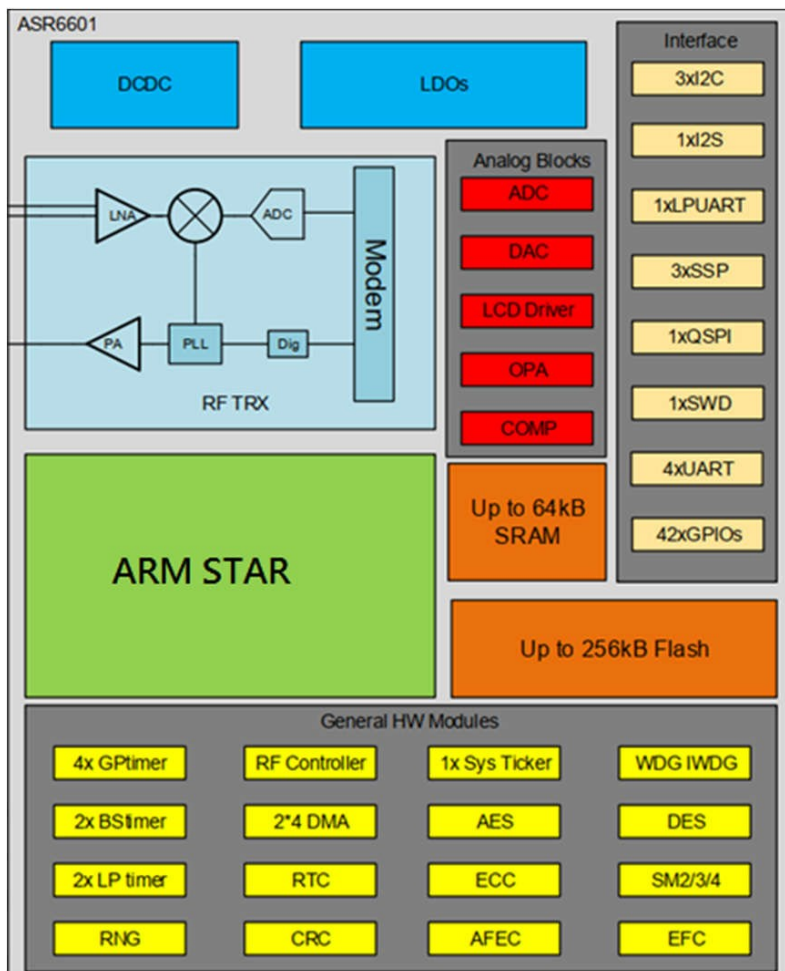 ASR6601
DCDC
LDOs
Interface
3xI2C
1xI2S
1xLPUART
3xSSP
1xQSPI
1xSWD
4xUART
42xGPIOs
Analog Blocks
ADC
DAC
LCD Driver
OPA
COMP
LNA
ADC
Modem
PA
PLL
Dig
RF TRX
ARM STAR
Up to 64kB
SRAM
Up to 256kB Flash
General HW Modules
4x GPtimer
RF Controller
1x Sys Ticker
WDG IWDG
2x BStimer
2*4 DMA
AES
DES
2x LP timer
RTC
ECC
SM2/3/4
RNG
CRC
AFEC
EFC